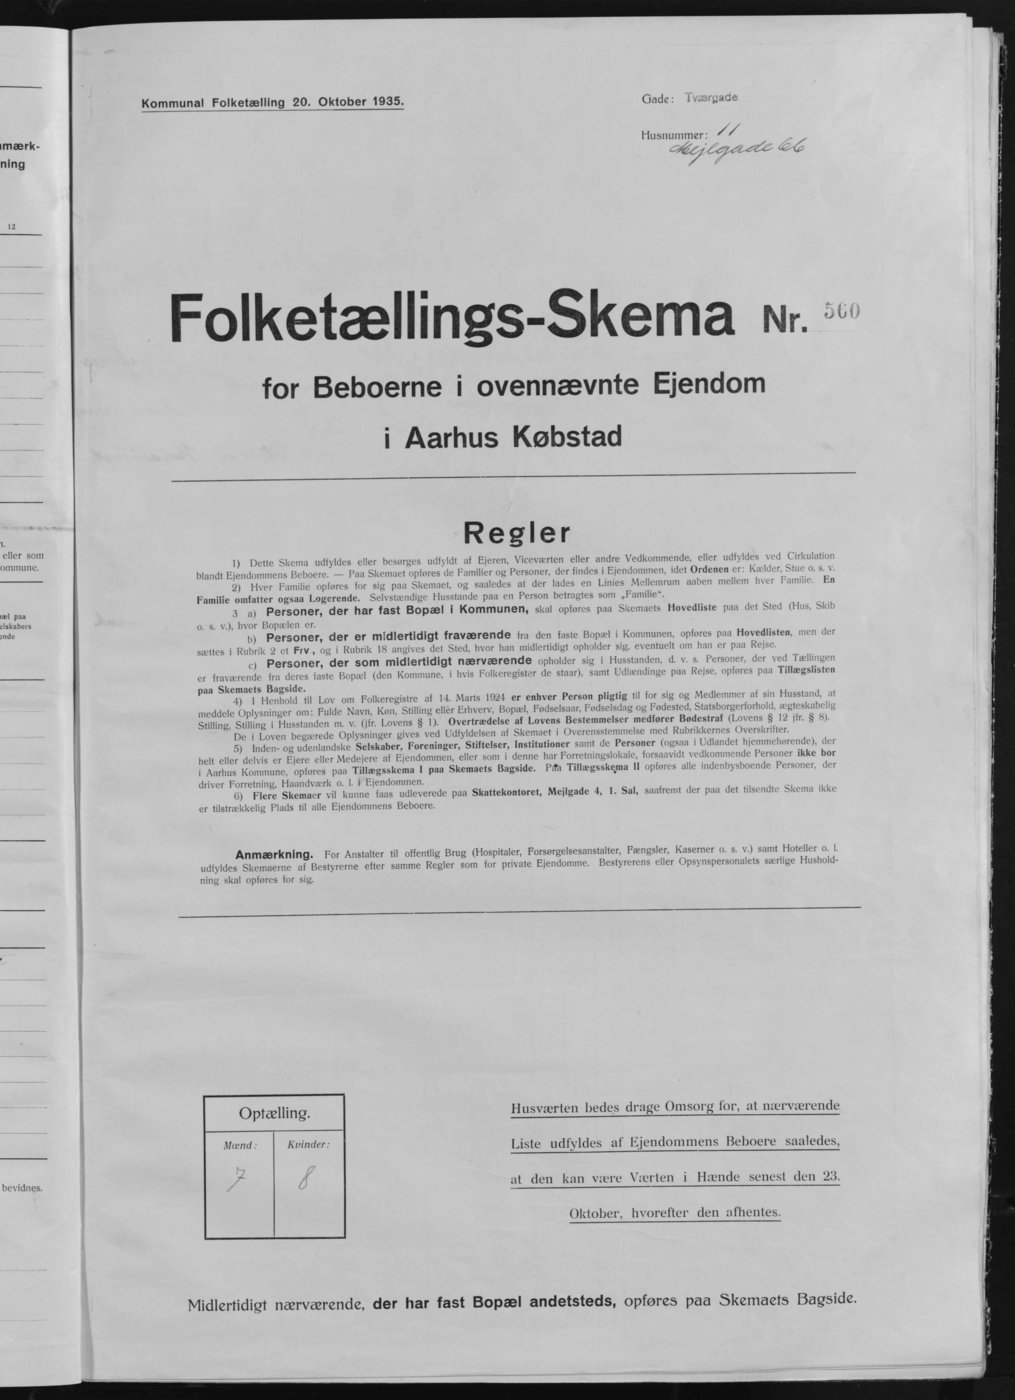 nmærk-
ning
12
n.
eller som
ommune.
æl paa
elskabers
ende
bevidnes.
Kommunal Folketælling 20. Oktober 1935.
Gade: Tværgade
Husnummer: 11
Mejlgade 66
Folketællings-Skema Nr. 560
for Beboerne i ovennævnte Ejendom
i Aarhus Købstad
Regler
1) Dette Skema udfyldes eller besørges udfyldt af Ejeren, Viceværten eller andre Vedkommende, eller udfyldes ved Cirkulation
blandt Ejendommens Beboere. — Paa Skemaet opføres de Familier og Personer, der findes i Ejendommen, idet Ordenen er: Kælder, Stue o. s. v.
2) Hver Familie opføres for sig paa Skemaet, og saaledes at der lades en Linies Mellemrum aaben mellem hver Familie. En
Familie omfatter ogsaa Logerende. Selvstændige Husstande paa en Person betragtes som „Familie“.
3 a) Personer, der har fast Bopæl i Kommunen, skal opføres paa Skemaets Hovedliste paa det Sted (Hus, Skib
o. s. v.), hvor Bopælen er.
b) Personer, der er midlertidigt fraværende fra den faste Bopæl i Kommunen, opføres paa Hovedlisten, men der
sættes i Rubrik 2 et Frv., og i Rubrik 18 angives det Sted, hvor han midlertidigt opholder sig, eventuelt om han er paa Rejse.
c) Personer, der som midlertidigt nærværende opholder sig i Husstanden, d. v. s. Personer, der ved Tællingen
er fraværende fra deres faste Bopæl (den Kommune, i hvis Folkeregister de staar), samt Udlændinge paa Rejse, opføres paa Tillægslisten
paa Skemaets Bagside.
4) I Henhold til Lov om Folkeregistre af 14. Marts 1924 er enhver Person pligtig til for sig og Medlemmer af sin Husstand, at
meddele Oplysninger om: Fulde Navn, Køn, Stilling eller Erhverv, Bopæl, Fødselsaar, Fødselsdag og Fødested, Statsborgerforhold, ægteskabelig
Stilling, Stilling i Husstanden m. v. (jfr. Lovens § 1). Overtrædelse af Lovens Bestemmelser medfører Bødestraf (Lovens § 12 jfr. § 8).
De i Loven begærede Oplysninger gives ved Udfyldelsen af Skemaet i Overensstemmelse med Rubrikkernes Overskrifter.
5) Inden- og udenlandske Selskaber, Foreninger, Stiftelser, Institutioner samt de Personer (ogsaa i Udlandet hjemmehørende), der
helt eller delvis er Ejere eller Medejere af Ejendommen, eller som i denne har Forretningslokale, forsaavidt vedkommende Personer ikke bor
i Aarhus Kommune, opføres paa Tillægsskema I paa Skemaets Bagside. Paa Tillægsskema II opføres alle indenbysboende Personer, der
driver Forretning, Haandværk o. l. i Ejendommen.
6) Flere Skemaer vil kunne faas udleverede paa Skattekontoret, Mejlgade 4, 1. Sal, saafremt der paa det tilsendte Skema ikke
er tilstrækkelig Plads til alle Ejendommens Beboere.
Anmærkning. For Anstalter til offentlig Brug (Hospitaler, Forsørgelsesanstalter, Fængsler, Kaserner o. s. v.) samt Hoteller o. l.
udfyldes Skemaerne af Bestyrerne efter samme Regler som for private Ejendomme. Bestyrerens eller Opsynspersonalets særlige Hushold-
ning skal opføres for sig.
Optælling.
Mænd: Kvinder:
7 8
Husværten bedes drage Omsorg for, at nærværende
Liste udfyldes af Ejendommens Beboere saaledes,
at den kan være Værten i Hænde senest den 23.
Oktober, hvorefter den afhentes.
Midlertidigt nærværende, der har fast Bopæl andetsteds, opføres paa Skemaets Bagside.